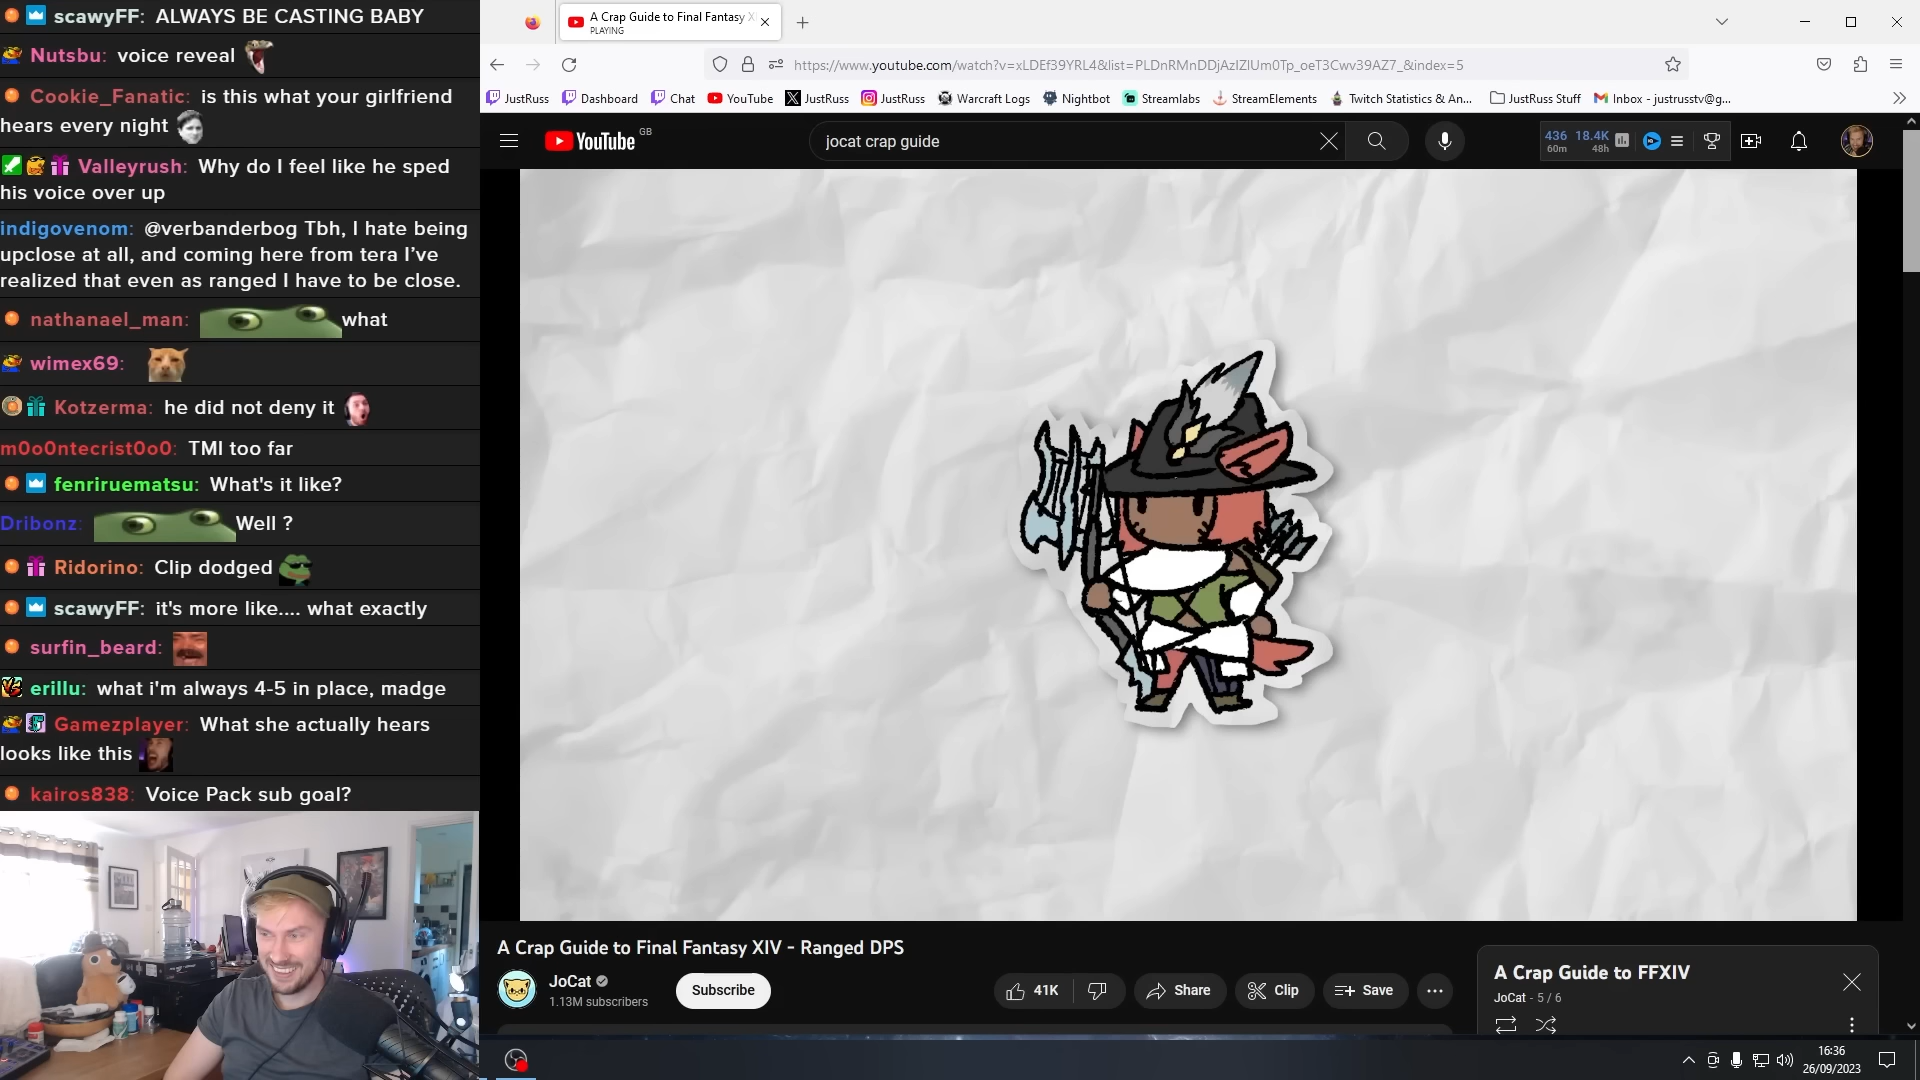 scawyFF: ALWAYS BE CASTING BABY
Nutsbu: voice reveal
Cookie_Fanatic: is this what your girlfriend
hears every night
Valleyrush: Why do I feel like he sped
his voice over up
indigovenom: @verbanderbog Tbh, I hate being
upclose at all, and coming here from tera I’ve
realized that even as ranged I have to be close.
nathanael_man: what
wimex69:
Kotzerma: he did not deny it
m0o0ntecrist0o0: TMI too far
fenriruematsu: What's it like?
Dribonz: Well ?
Ridorino: Clip dodged
scawyFF: it's more like.... what exactly
surfin_beard:
erillu: what i'm always 4-5 in place, madge
Gamezplayer: What she actually hears
looks like this
kairos838: Voice Pack sub goal?
A Crap Guide to Final Fantasy X
PLAYING
https://www.youtube.com/watch?v=xLDEf39YRL4&list=PLDnRMnDDjAzIZlUm0Tp_oeT3Cwv39AZ7_&index=5
JustRuss Dashboard Chat YouTube JustRuss JustRuss Warcraft Logs Nightbot Streamlabs StreamElements Twitch Statistics & An... JustRuss Stuff Inbox - justrusstv@g...
YouTube GB
jocat crap guide
436 18.4K
60m 48h
A Crap Guide to Final Fantasy XIV - Ranged DPS
JoCat
1.13M subscribers
Subscribe
41K
Share
Clip
Save
A Crap Guide to FFXIV
JoCat - 5 / 6
16:36
26/09/2023